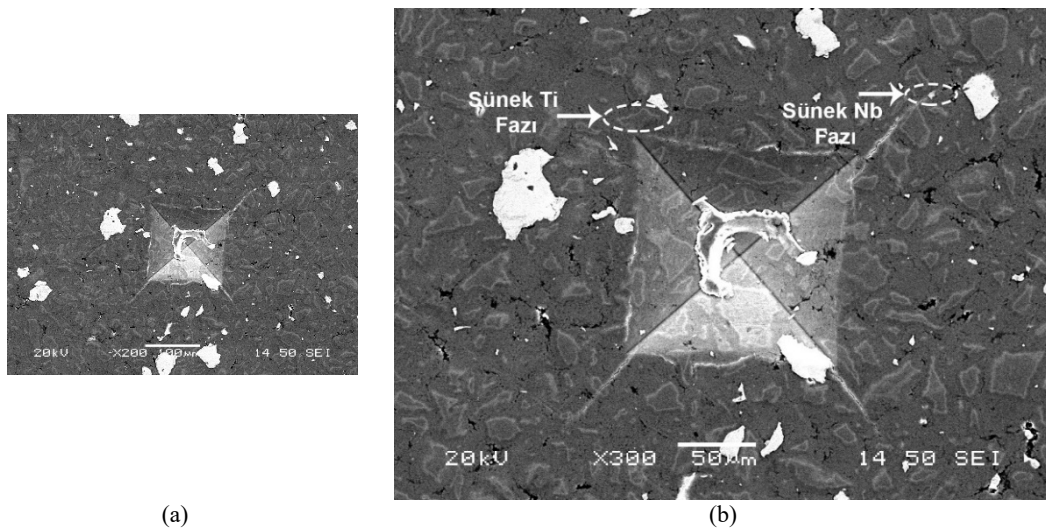 20kV X200 100µm 14 50 SEI
Sünek Ti
Fazı
Sünek Nb
Fazı
20kV X300 50µm 14 50 SEI
(a)
(b)